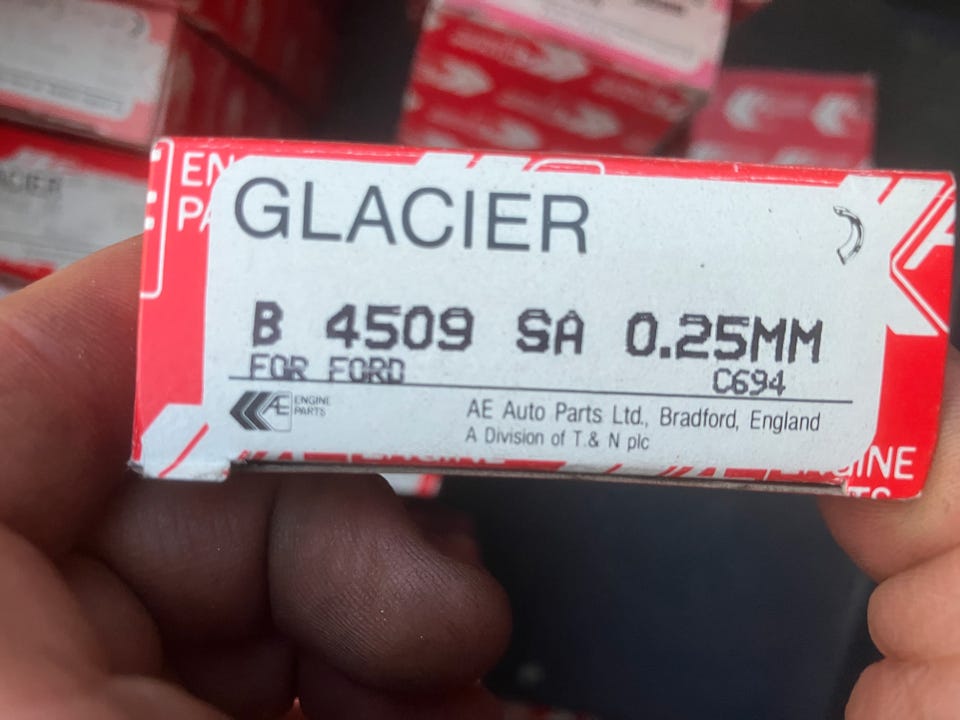 GLACIER
B 4509 SA 0.25MM
FOR FORD C694
AE ENGINE PARTS
AE Auto Parts Ltd., Bradford, England
A Division of T.& N plc